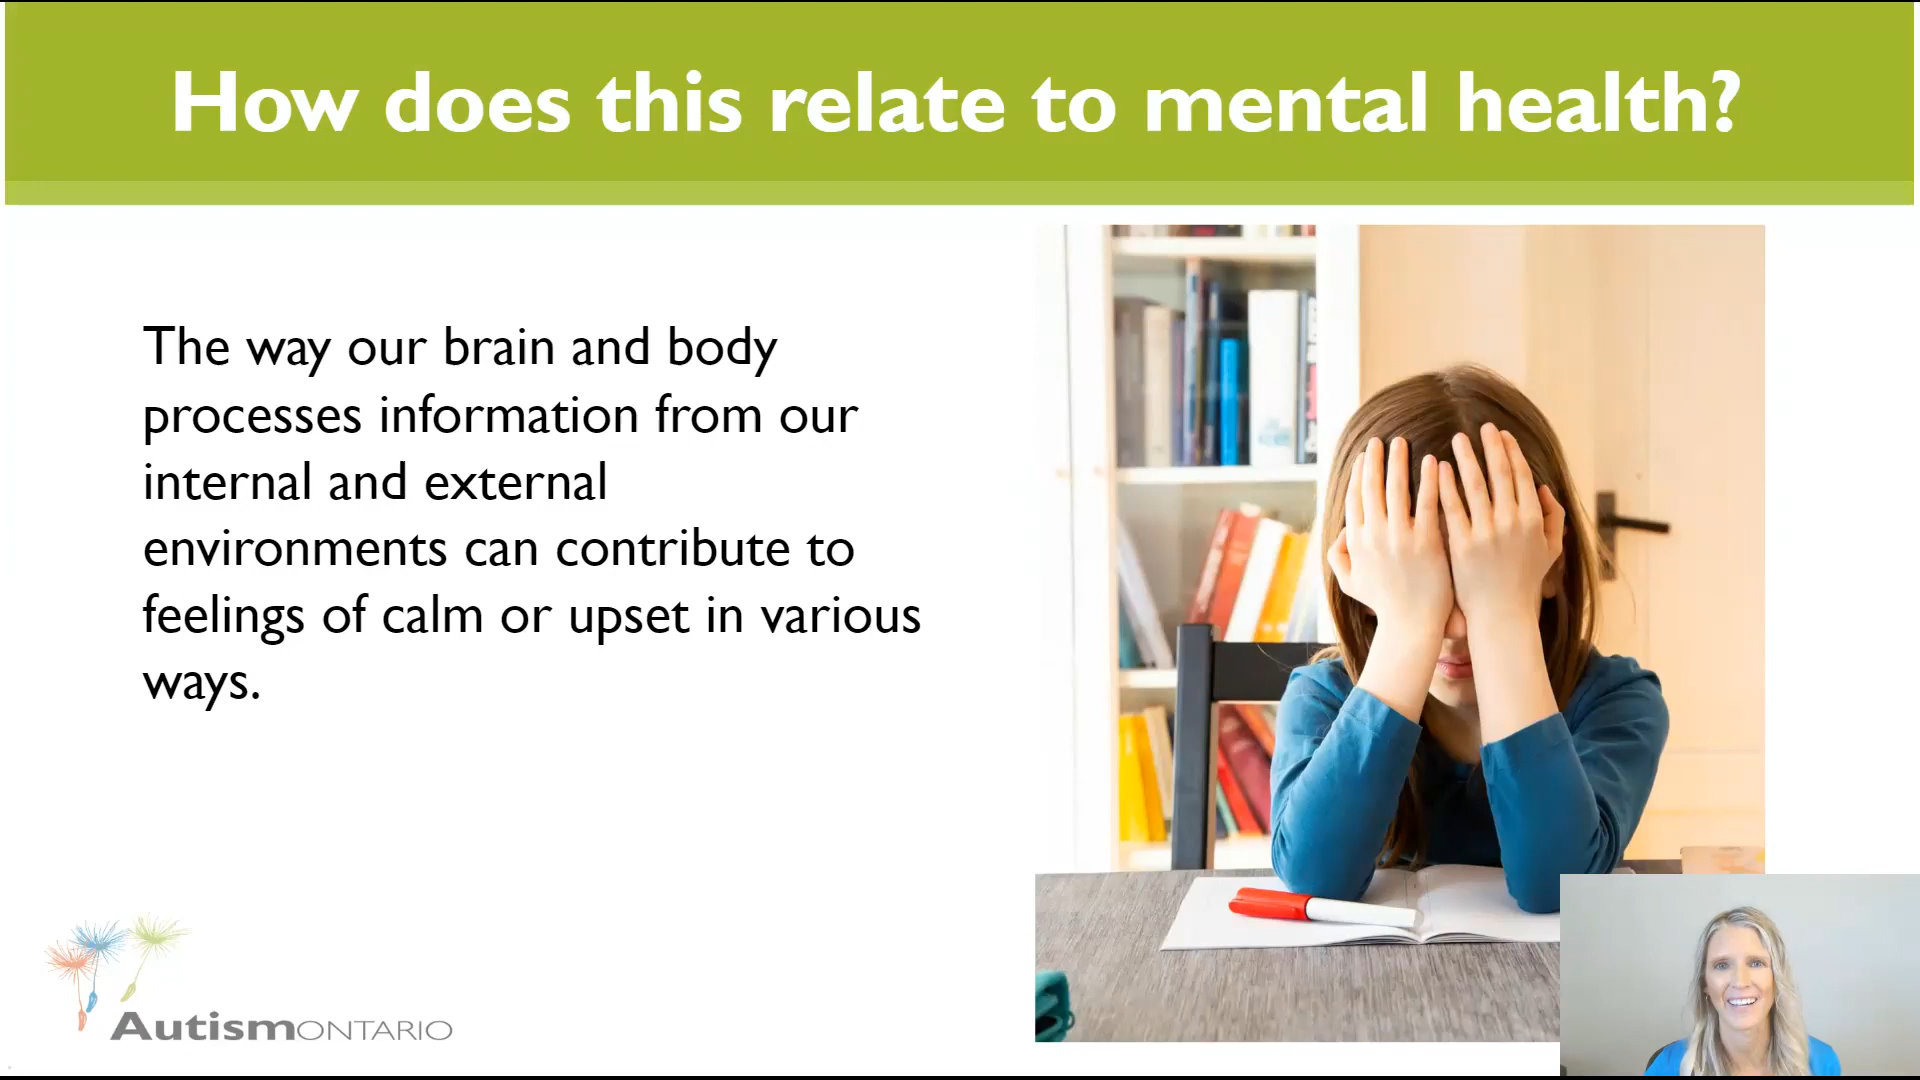 How does this relate to mental health?
The way our brain and body
processes information from our
internal and external
environments can contribute to
feelings of calm or upset in various
ways.
AutismONTARIO